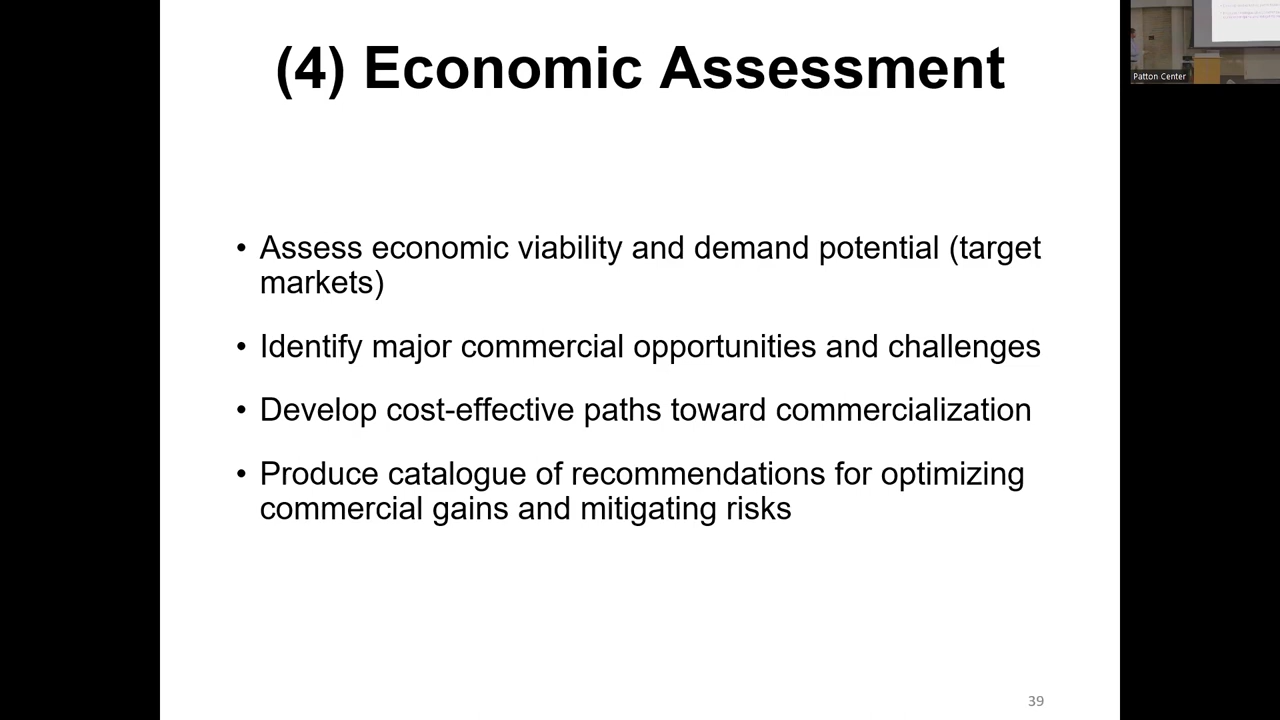 (4) Economic Assessment
Patton Center
• Assess economic viability and demand potential (target
markets)
• Identify major commercial opportunities and challenges
• Develop cost-effective paths toward commercialization
• Produce catalogue of recommendations for optimizing
commercial gains and mitigating risks
39